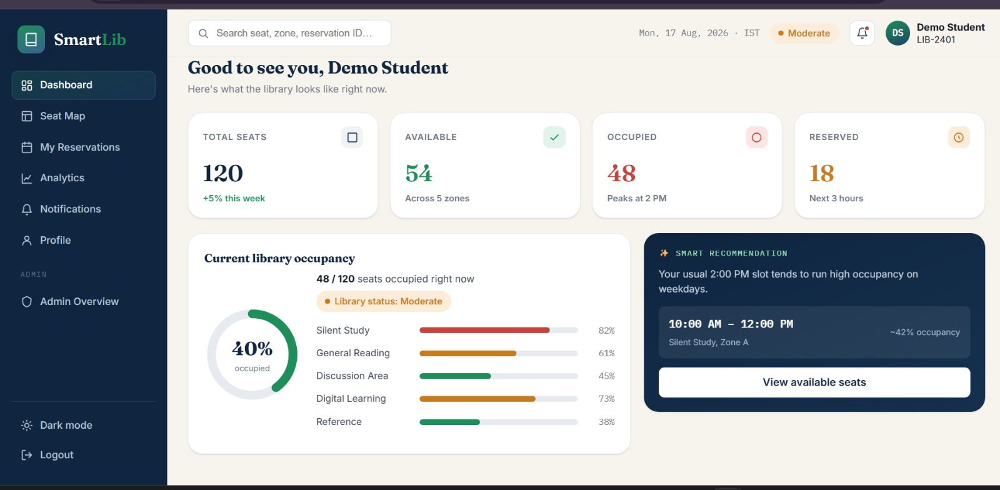 SmartLib
Dashboard
Seat Map
My Reservations
Analytics
Notifications
Profile
ADMIN
Admin Overview
Dark mode
Logout
Search seat, zone, reservation ID...
Mon, 17 Aug, 2026 · IST
Moderate
DS
Demo Student
LIB-2401
Good to see you, Demo Student
Here's what the library looks like right now.
TOTAL SEATS
120
+5% this week
AVAILABLE
54
Across 5 zones
OCCUPIED
48
Peaks at 2 PM
RESERVED
18
Next 3 hours
Current library occupancy
40%
occupied
48 / 120 seats occupied right now
Library status: Moderate
Silent Study 82%
General Reading 61%
Discussion Area 45%
Digital Learning 73%
Reference 38%
SMART RECOMMENDATION
Your usual 2:00 PM slot tends to run high occupancy on
weekdays.
10:00 AM – 12:00 PM
Silent Study, Zone A
~42% occupancy
View available seats